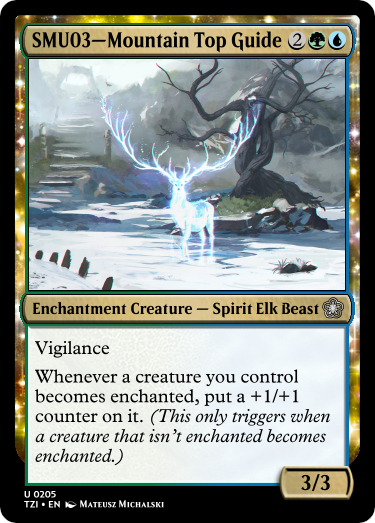 SMU03—Mountain Top Guide 2
Enchantment Creature — Spirit Elk Beast
Vigilance
Whenever a creature you control
becomes enchanted, put a +1/+1
counter on it. (This only triggers when
a creature that isn't enchanted becomes
enchanted.)
3/3
U 0205
TZI • EN Mateusz Michalski